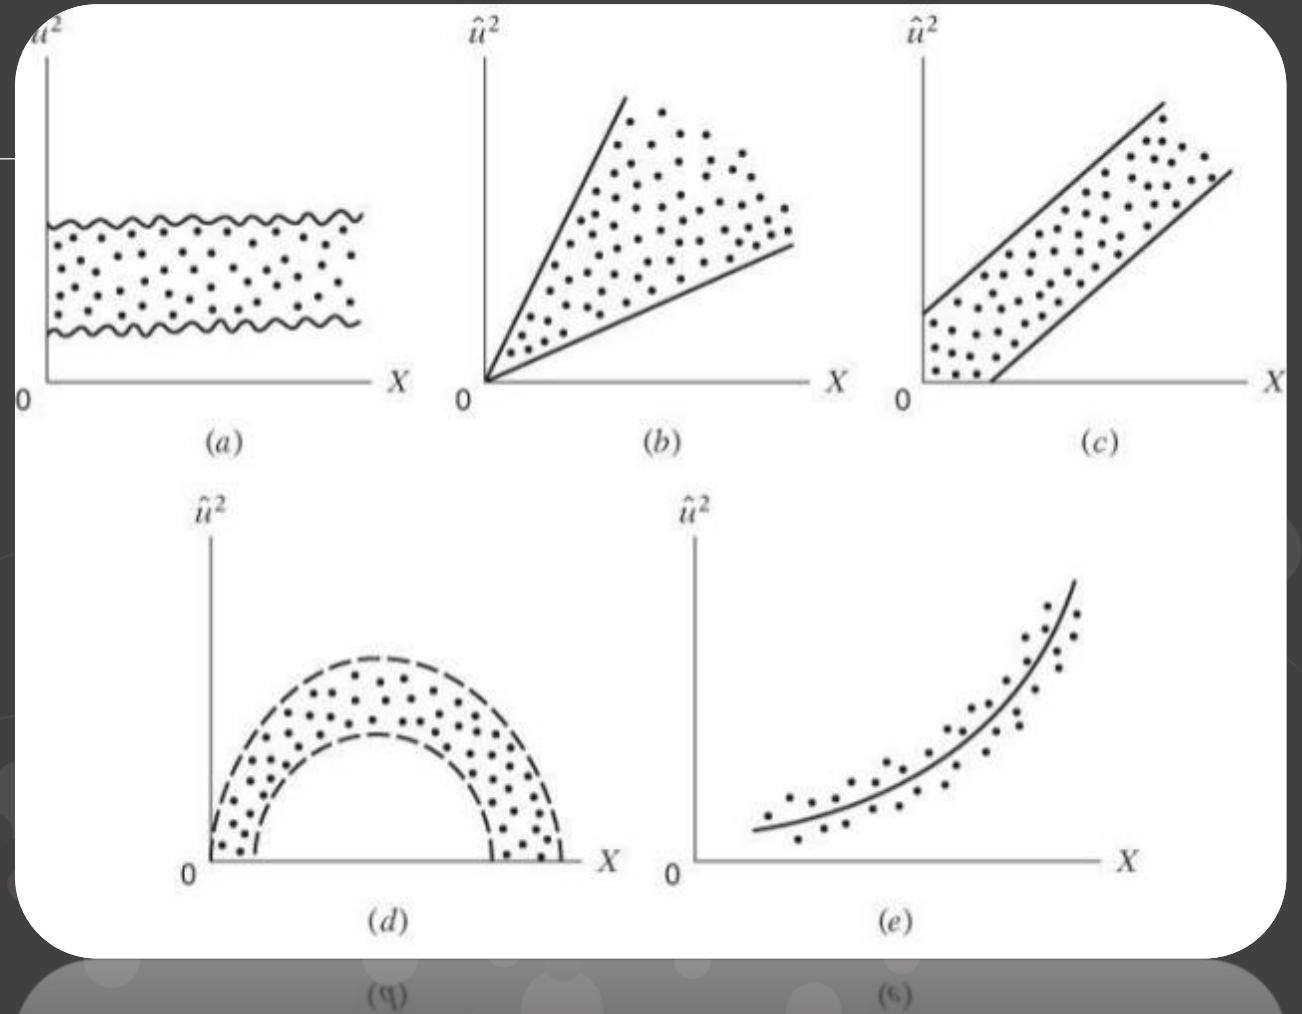 û² û² û²
X X X
0 0 0
(a) (b) (c)
û² û²
X X
0 0
(d) (e)